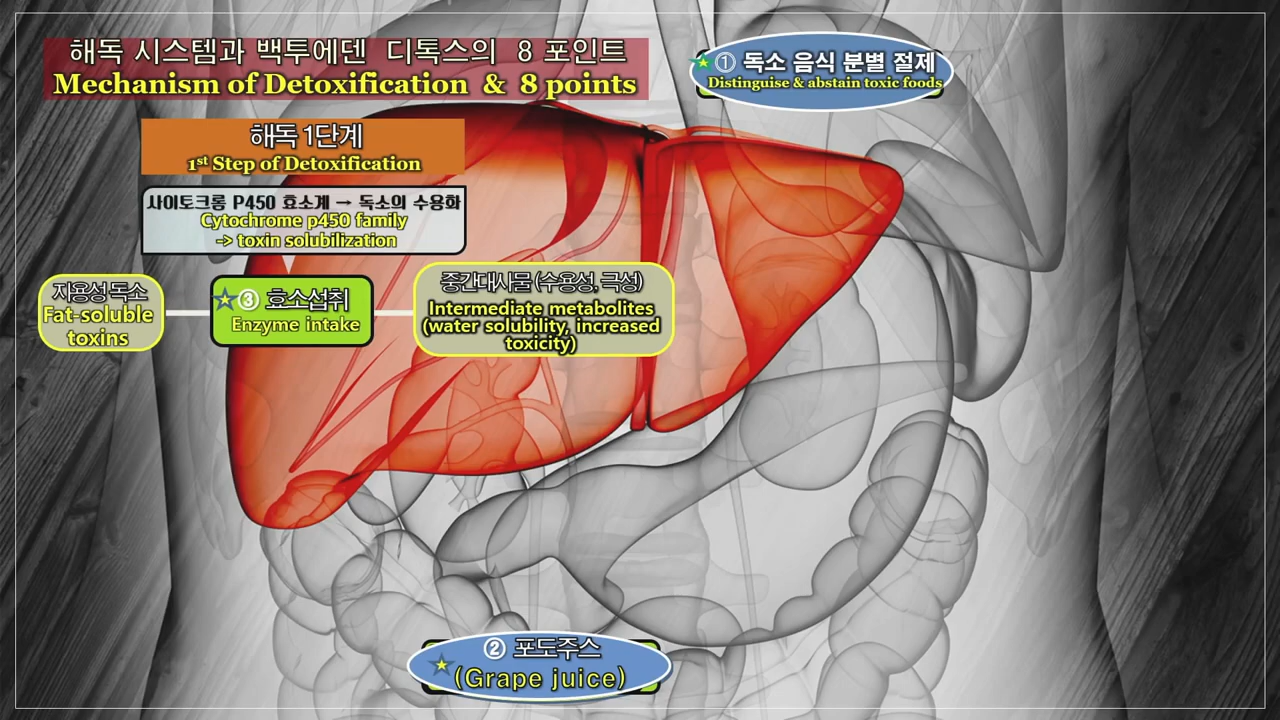 해독 시스템과 백투에덴 디톡스의 8 포인트
Mechanism of Detoxification & 8 points
① 독소 음식 분별 절제
Distinguise & abstain toxic foods
해독 1단계
1st Step of Detoxification
사이토크롬 P450 효소계 → 독소의 수용화
Cytochrome p450 family
-> toxin solubilization
지용성 독소
Fat-soluble
toxins
③ 효소섭취
Enzyme intake
중간대사물 (수용성, 극성)
Intermediate metabolites
(water solubility, increased
toxicity)
② 포도주스
(Grape juice)